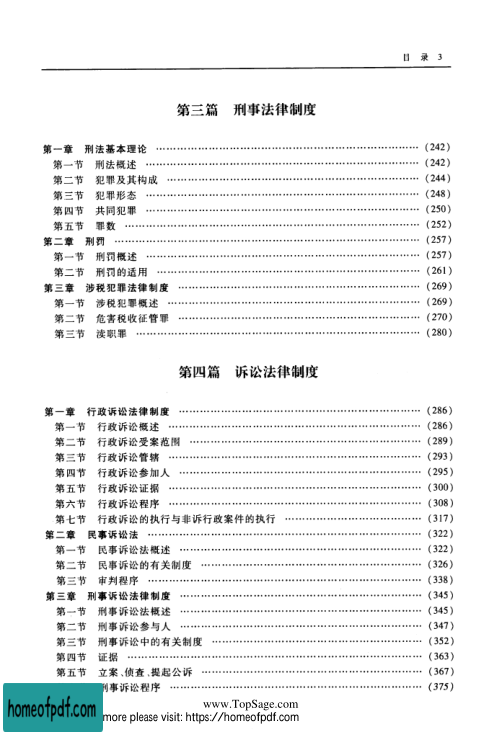 目 录 3
第三篇 刑事法律制度
第一章 刑法基本理论 …………………… (242)
第一节 刑法概述 …………………… (242)
第二节 犯罪及其构成 …………………… (244)
第三节 犯罪形态 …………………… (248)
第四节 共同犯罪 …………………… (250)
第五节 罪数 …………………… (252)
第二章 刑罚 …………………… (257)
第一节 刑罚概述 …………………… (257)
第二节 刑罚的适用 …………………… (261)
第三章 涉税犯罪法律制度 …………………… (269)
第一节 涉税犯罪概述 …………………… (269)
第二节 危害税收征管罪 …………………… (270)
第三节 渎职罪 …………………… (280)
第四篇 诉讼法律制度
第一章 行政诉讼法律制度 …………………… (286)
第一节 行政诉讼概述 …………………… (286)
第二节 行政诉讼受案范围 …………………… (289)
第三节 行政诉讼管辖 …………………… (293)
第四节 行政诉讼参加人 …………………… (295)
第五节 行政诉讼证据 …………………… (300)
第六节 行政诉讼程序 …………………… (308)
第七节 行政诉讼的执行与非诉行政案件的执行 …………………… (317)
第二章 民事诉讼法 …………………… (322)
第一节 民事诉讼法概述 …………………… (322)
第二节 民事诉讼的有关制度 …………………… (326)
第三节 审判程序 …………………… (338)
第三章 刑事诉讼法律制度 …………………… (345)
第一节 刑事诉讼法概述 …………………… (345)
第二节 刑事诉讼参与人 …………………… (347)
第三节 刑事诉讼中的有关制度 …………………… (352)
第四节 证据 …………………… (363)
第五节 立案、侦查、提起公诉 …………………… (367)
刑事诉讼程序 …………………… (375)
www.TopSage.com
homeofpdf.com
more please visit: https://homeofpdf.com